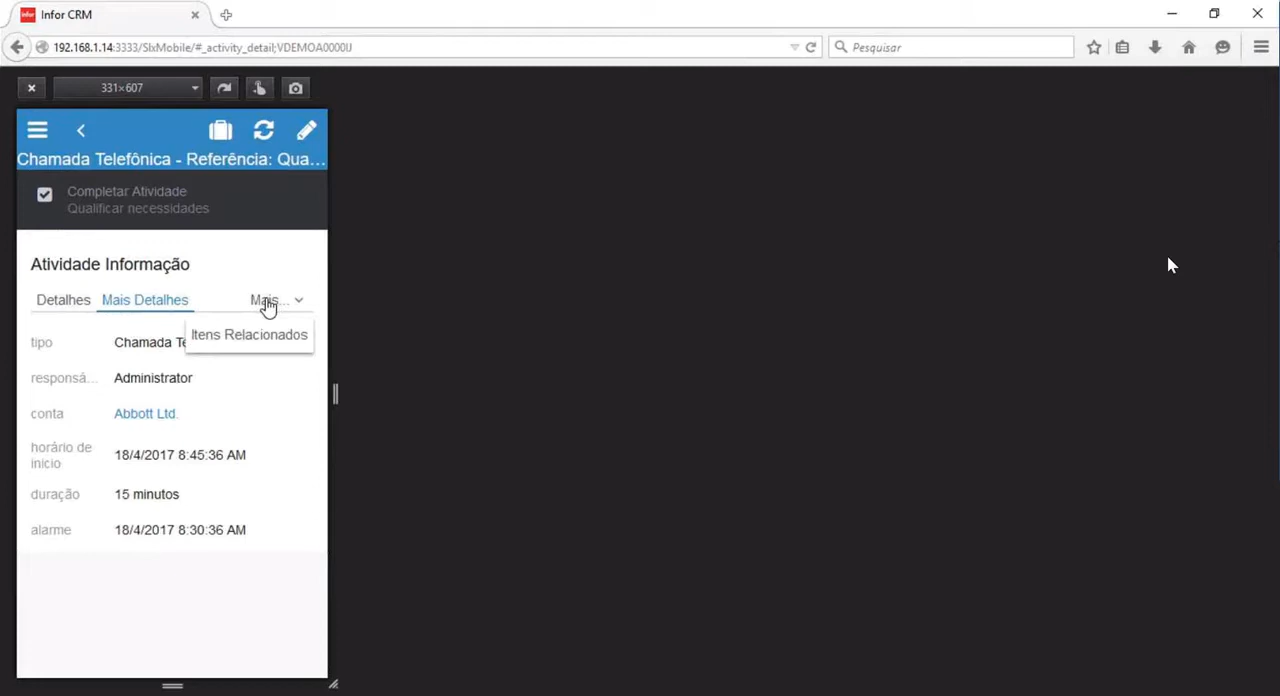 Infor CRM
192.168.1.14:3333/SlxMobile/#_activity_detail;VDEMOA0000U
Pesquisar
331×607
Chamada Telefônica - Referência: Qua...
Completar Atividade
Qualificar necessidades
Atividade Informação
Detalhes Mais Detalhes Mais...
Itens Relacionados
tipo Chamada Te
responsá... Administrator
conta Abbott Ltd.
horário de
inicio 18/4/2017 8:45:36 AM
duração 15 minutos
alarme 18/4/2017 8:30:36 AM